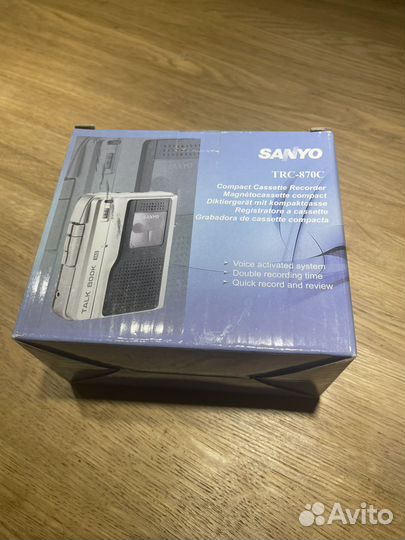 SANYO
TRC-870C
Compact Cassette Recorder
Magnétocassette compact
Diktiergerät mit kompaktcasse
Registratore a cassette
Grabadora de cassette compacta
Voice activated system
Double recording time
Quick record and review
SANYO
TALK BOOK
Avito